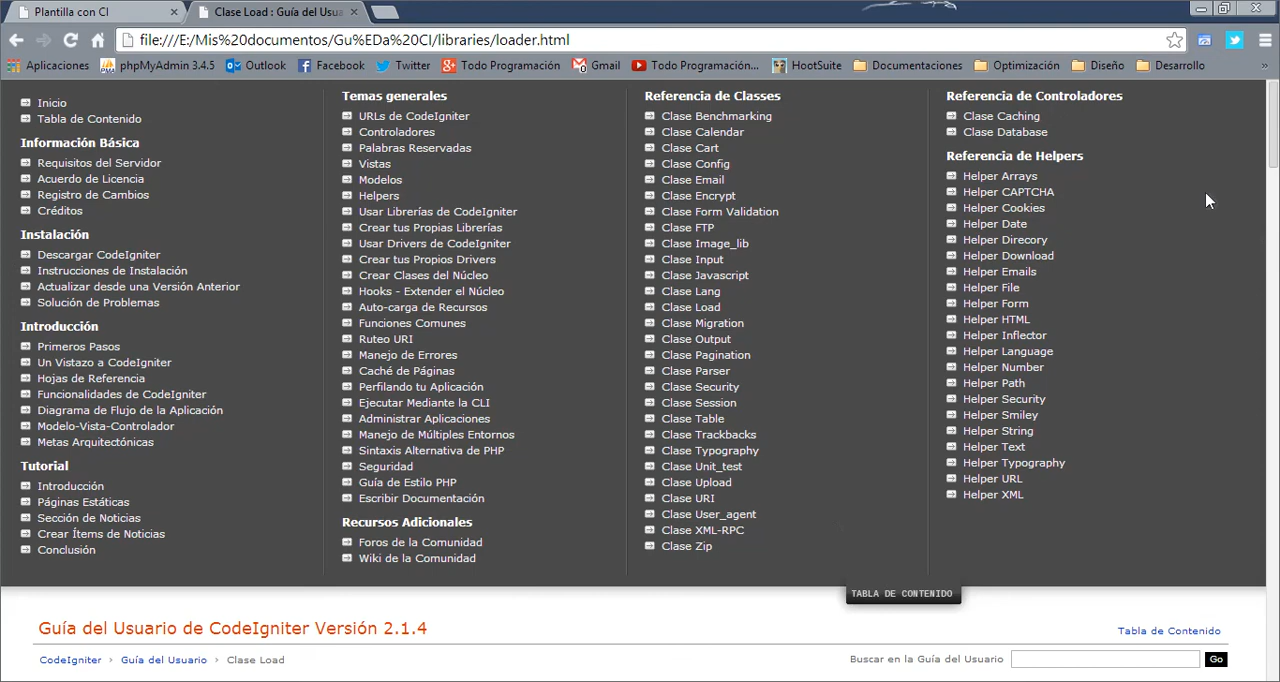 Plantilla con CI
Clase Load : Guía del Usua
file:///E:/Mis%20documentos/Gu%EDa%20CI/libraries/loader.html
Aplicaciones
phpMyAdmin 3.4.5
Outlook
Facebook
Twitter
Todo Programación
Gmail
Todo Programación...
HootSuite
Documentaciones
Optimización
Diseño
Desarrollo
»
Inicio
Tabla de Contenido
Información Básica
Requisitos del Servidor
Acuerdo de Licencia
Registro de Cambios
Créditos
Instalación
Descargar CodeIgniter
Instrucciones de Instalación
Actualizar desde una Versión Anterior
Solución de Problemas
Introducción
Primeros Pasos
Un Vistazo a CodeIgniter
Hojas de Referencia
Funcionalidades de CodeIgniter
Diagrama de Flujo de la Aplicación
Modelo-Vista-Controlador
Metas Arquitectónicas
Tutorial
Introducción
Páginas Estáticas
Sección de Noticias
Crear Ítems de Noticias
Conclusión
Temas generales
URLs de CodeIgniter
Controladores
Palabras Reservadas
Vistas
Modelos
Helpers
Usar Librerías de CodeIgniter
Crear tus Propias Librerías
Usar Drivers de CodeIgniter
Crear tus Propios Drivers
Crear Clases del Núcleo
Hooks - Extender el Núcleo
Auto-carga de Recursos
Funciones Comunes
Ruteo URI
Manejo de Errores
Caché de Páginas
Perfilando tu Aplicación
Ejecutar Mediante la CLI
Administrar Aplicaciones
Manejo de Múltiples Entornos
Sintaxis Alternativa de PHP
Seguridad
Guía de Estilo PHP
Escribir Documentación
Recursos Adicionales
Foros de la Comunidad
Wiki de la Comunidad
Referencia de Classes
Clase Benchmarking
Clase Calendar
Clase Cart
Clase Config
Clase Email
Clase Encrypt
Clase Form Validation
Clase FTP
Clase Image_lib
Clase Input
Clase Javascript
Clase Lang
Clase Load
Clase Migration
Clase Output
Clase Pagination
Clase Parser
Clase Security
Clase Session
Clase Table
Clase Trackbacks
Clase Typography
Clase Unit_test
Clase Upload
Clase URI
Clase User_agent
Clase XML-RPC
Clase Zip
Referencia de Controladores
Clase Caching
Clase Database
Referencia de Helpers
Helper Arrays
Helper CAPTCHA
Helper Cookies
Helper Date
Helper Direcory
Helper Download
Helper Emails
Helper File
Helper Form
Helper HTML
Helper Inflector
Helper Language
Helper Number
Helper Path
Helper Security
Helper Smiley
Helper String
Helper Text
Helper Typography
Helper URL
Helper XML
TABLA DE CONTENIDO
Guía del Usuario de CodeIgniter Versión 2.1.4
Tabla de Contenido
CodeIgniter › Guía del Usuario › Clase Load
Buscar en la Guía del Usuario
Go